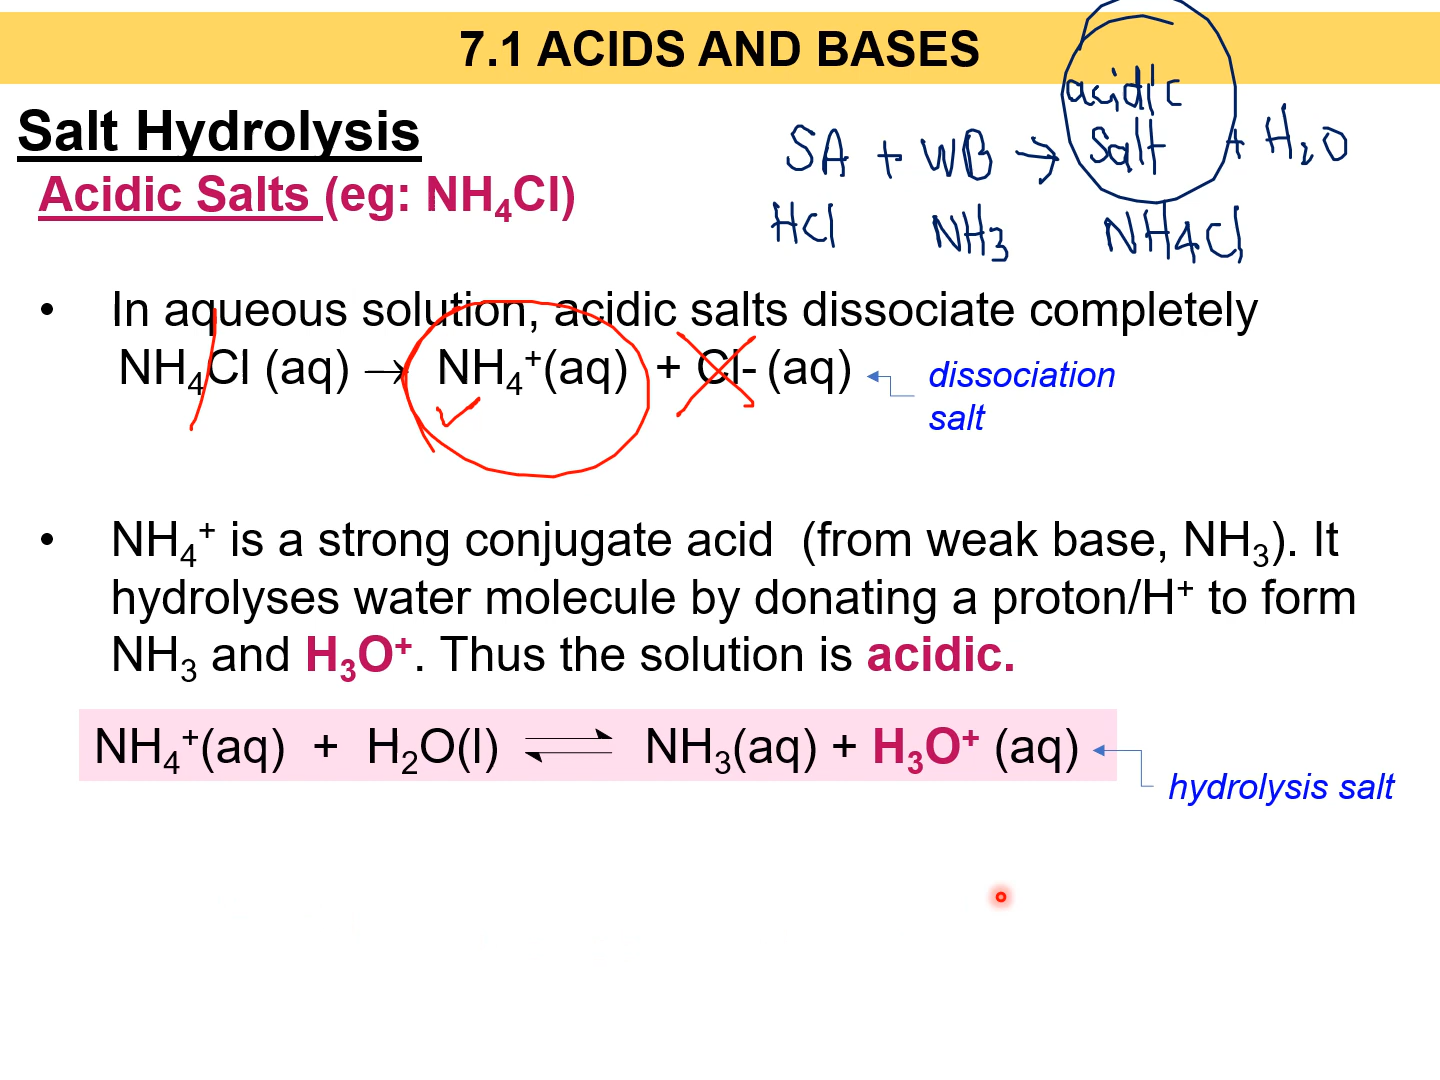 7.1 ACIDS AND BASES
Salt Hydrolysis
Acidic Salts (eg: NH₄Cl)
SA + WB → acidic salt + H₂O
HCl NH₃ NH₄Cl
• In aqueous solution, acidic salts dissociate completely
NH₄Cl (aq) → NH₄⁺(aq) + Cl- (aq)
dissociation
salt
• NH₄⁺ is a strong conjugate acid (from weak base, NH₃). It
hydrolyses water molecule by donating a proton/H⁺ to form
NH₃ and H₃O⁺. Thus the solution is acidic.
NH₄⁺(aq) + H₂O(l) ⇌ NH₃(aq) + H₃O⁺ (aq)
hydrolysis salt